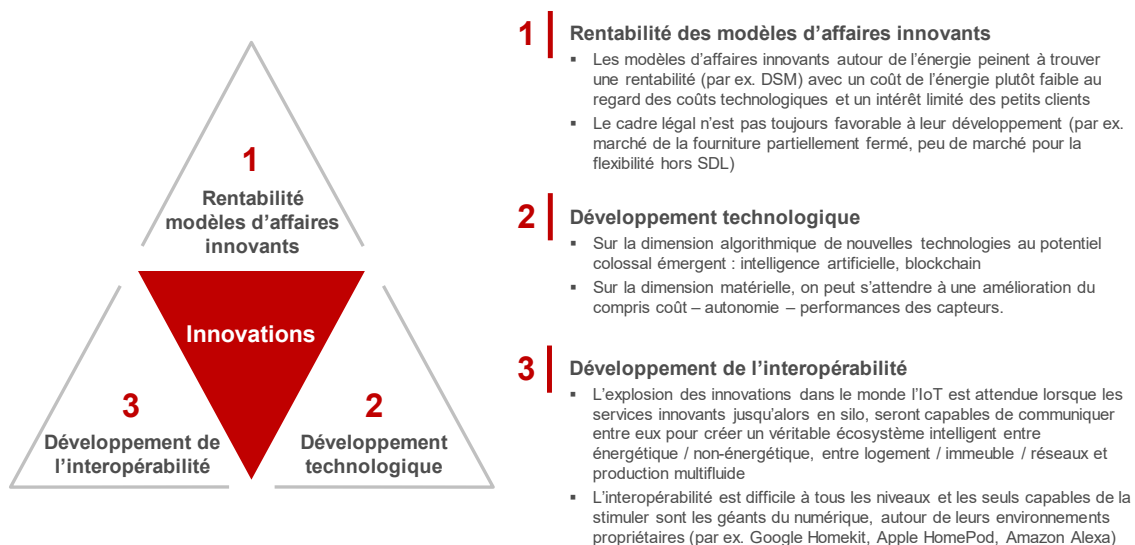 1
Rentabilité
modèles d’affaires
innovants
Innovations
3
Développement de
l’interopérabilité
2
Développement
technologique
1
Rentabilité des modèles d’affaires innovants
▪ Les modèles d’affaires innovants autour de l’énergie peinent à trouver
une rentabilité (par ex. DSM) avec un coût de l’énergie plutôt faible au
regard des coûts technologiques et un intérêt limité des petits clients
▪ Le cadre légal n’est pas toujours favorable à leur développement (par ex.
marché de la fourniture partiellement fermé, peu de marché pour la
flexibilité hors SDL)
2
Développement technologique
▪ Sur la dimension algorithmique de nouvelles technologies au potentiel
colossal émergent : intelligence artificielle, blockchain
▪ Sur la dimension matérielle, on peut s’attendre à une amélioration du
compris coût – autonomie – performances des capteurs.
3
Développement de l’interopérabilité
▪ L’explosion des innovations dans le monde l’IoT est attendue lorsque les
services innovants jusqu’alors en silo, seront capables de communiquer
entre eux pour créer un véritable écosystème intelligent entre
énergétique / non-énergétique, entre logement / immeuble / réseaux et
production multifluide
▪ L’interopérabilité est difficile à tous les niveaux et les seuls capables de la
stimuler sont les géants du numérique, autour de leurs environnements
propriétaires (par ex. Google Homekit, Apple HomePod, Amazon Alexa)